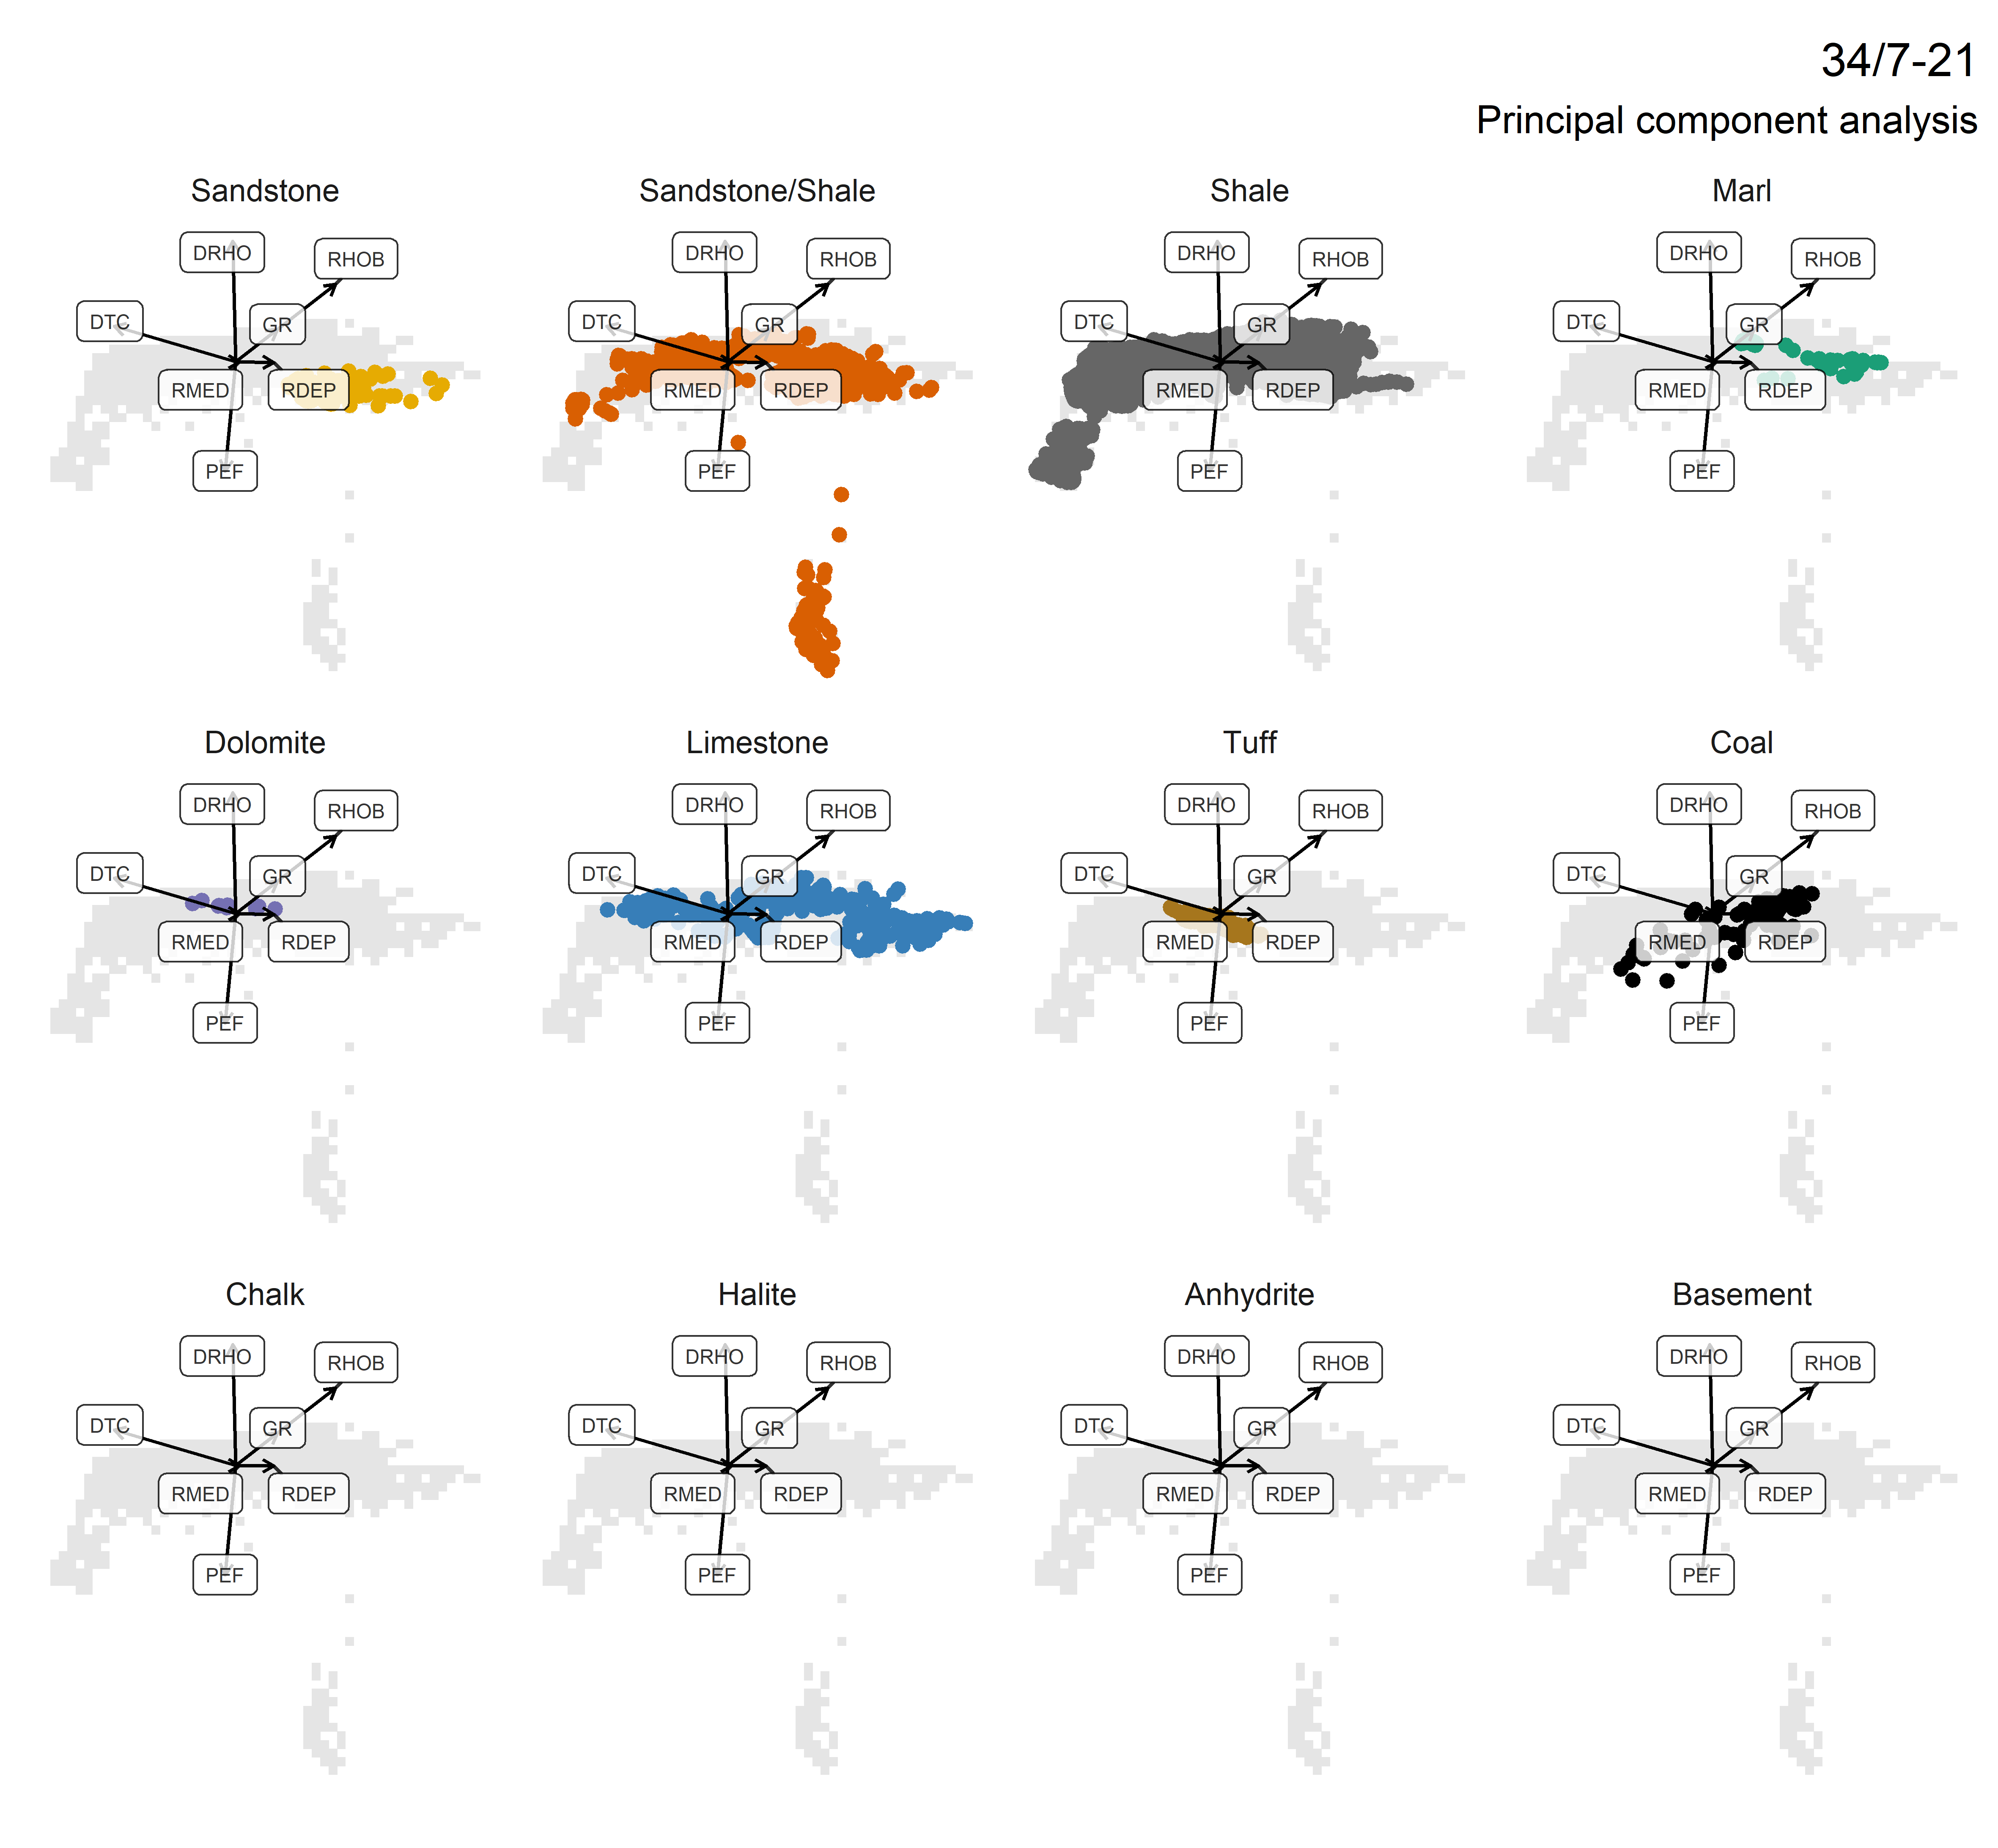 34/7-21
Principal component analysis
Sandstone Sandstone/Shale Shale Marl
DRHO RHOB DRHO RHOB DRHO RHOB DRHO RHOB
DTC GR DTC GR DTC GR DTC GR
RMED RDEP RMED RDEP RMED RDEP RMED RDEP
PEF PEF PEF PEF
Dolomite Limestone Tuff Coal
DRHO RHOB DRHO RHOB DRHO RHOB DRHO RHOB
DTC GR DTC GR DTC GR DTC GR
RMED RDEP RMED RDEP RMED RDEP RMED RDEP
PEF PEF PEF PEF
Chalk Halite Anhydrite Basement
DRHO RHOB DRHO RHOB DRHO RHOB DRHO RHOB
DTC GR DTC GR DTC GR DTC GR
RMED RDEP RMED RDEP RMED RDEP RMED RDEP
PEF PEF PEF PEF